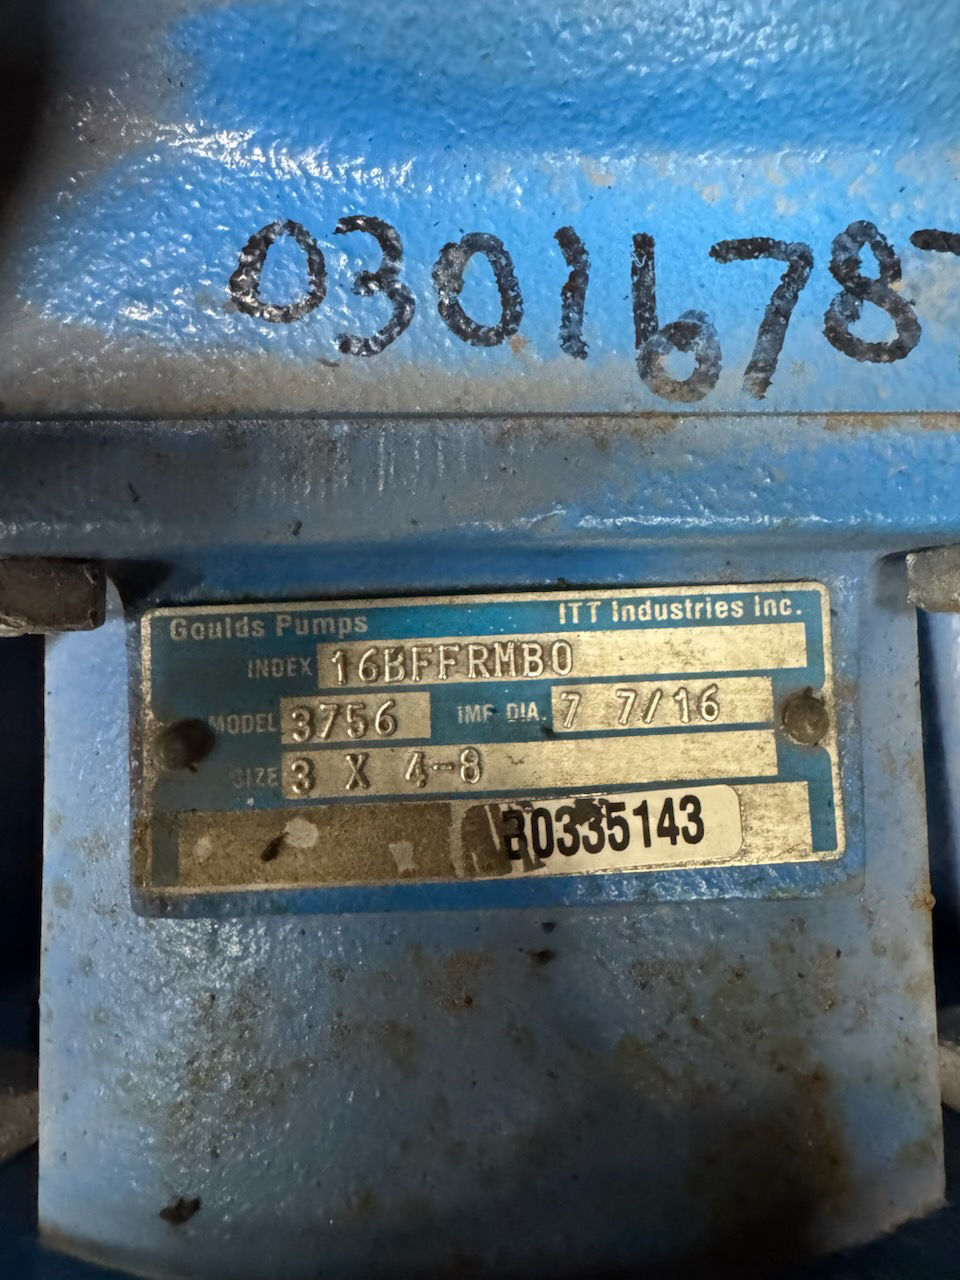 0301678
Goulds Pumps ITT Industries Inc.
INDEX 16BFFRMB0
MODEL 3756 IMP DIA. 7 7/16
SIZE 3 X 4-8
B0335143